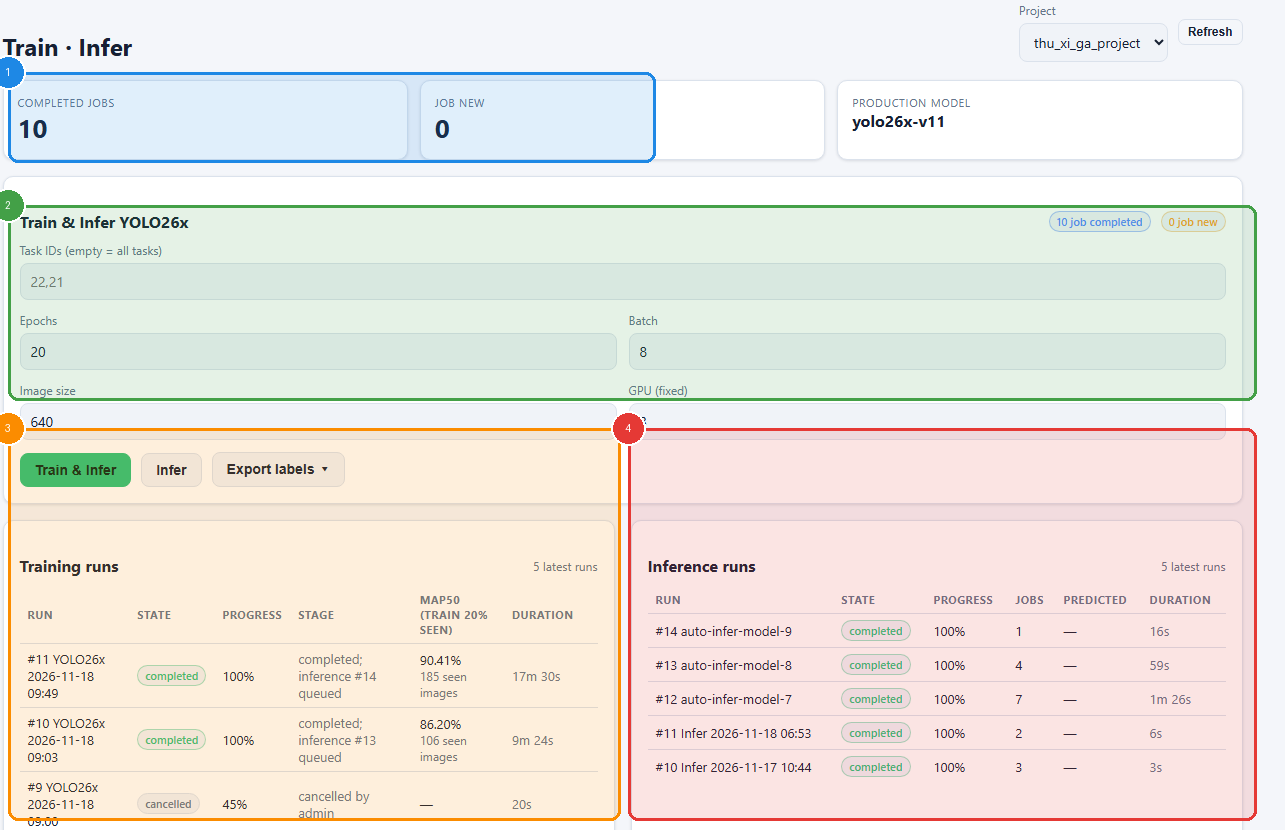 Project
Train · Infer
thu_xi_ga_project
Refresh
1
COMPLETED JOBS
10
JOB NEW
0
PRODUCTION MODEL
yolo26x-v11
2
Train & Infer YOLO26x
10 job completed
0 job new
Task IDs (empty = all tasks)
22,21
Epochs
Batch
20
8
Image size
GPU (fixed)
640
3
4
Train & Infer
Infer
Export labels
Training runs
5 latest runs
RUN STATE PROGRESS STAGE MAP50 (TRAIN 20% SEEN) DURATION
#11 YOLO26x 2026-11-18 09:49 completed 100% completed; inference #14 queued 90.41% 185 seen images 17m 30s
#10 YOLO26x 2026-11-18 09:03 completed 100% completed; inference #13 queued 86.20% 106 seen images 9m 24s
#9 YOLO26x 2026-11-18 09:00 cancelled 45% cancelled by admin — 20s
Inference runs
5 latest runs
RUN STATE PROGRESS JOBS PREDICTED DURATION
#14 auto-infer-model-9 completed 100% 1 — 16s
#13 auto-infer-model-8 completed 100% 4 — 59s
#12 auto-infer-model-7 completed 100% 7 — 1m 26s
#11 Infer 2026-11-18 06:53 completed 100% 2 — 6s
#10 Infer 2026-11-17 10:44 completed 100% 3 — 3s